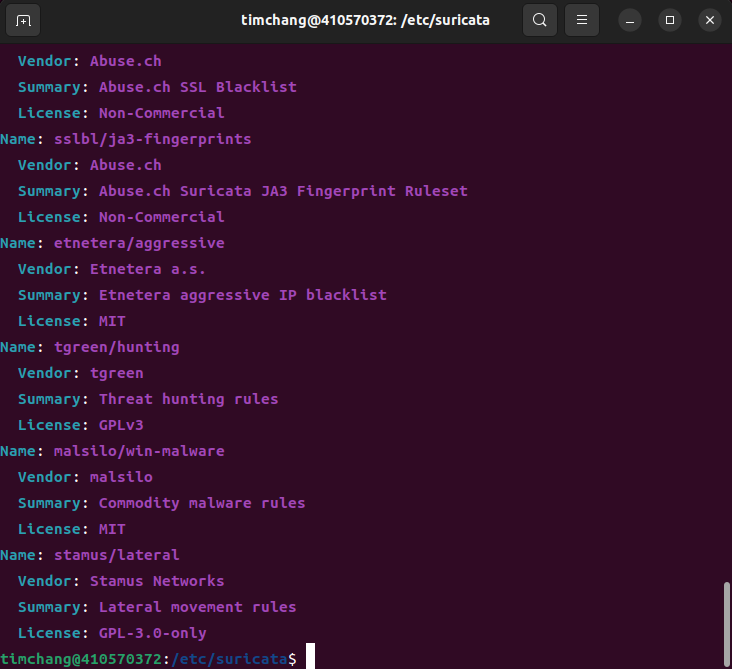 timchang@410570372: /etc/suricata
Vendor: Abuse.ch
Summary: Abuse.ch SSL Blacklist
License: Non-Commercial
Name: sslbl/ja3-fingerprints
Vendor: Abuse.ch
Summary: Abuse.ch Suricata JA3 Fingerprint Ruleset
License: Non-Commercial
Name: etnetera/aggressive
Vendor: Etnetera a.s.
Summary: Etnetera aggressive IP blacklist
License: MIT
Name: tgreen/hunting
Vendor: tgreen
Summary: Threat hunting rules
License: GPLv3
Name: malsilo/win-malware
Vendor: malsilo
Summary: Commodity malware rules
License: MIT
Name: stamus/lateral
Vendor: Stamus Networks
Summary: Lateral movement rules
License: GPL-3.0-only
timchang@410570372:/etc/suricata$